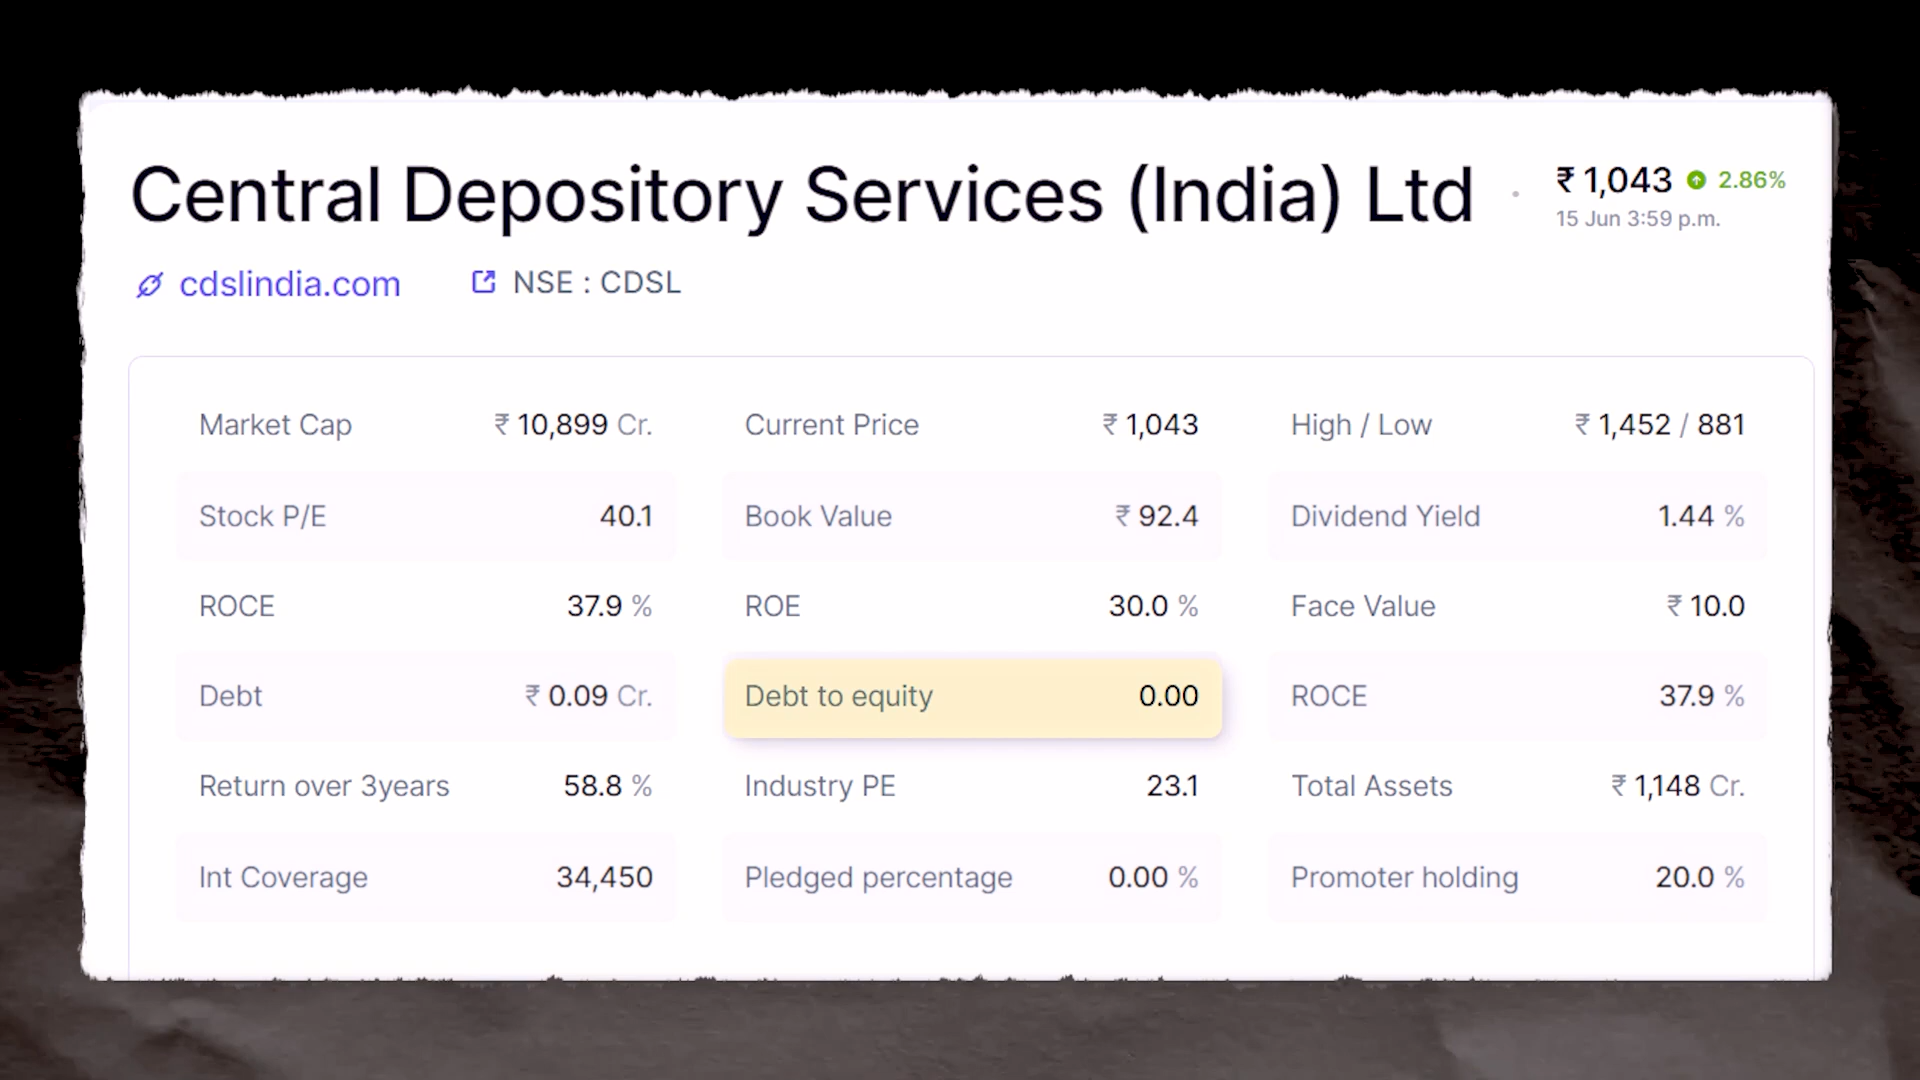 Central Depository Services (India) Ltd
₹ 1,043 2.86%
15 Jun 3:59 p.m.
cdslindia.com NSE : CDSL
Market Cap ₹ 10,899 Cr. Current Price ₹ 1,043 High / Low ₹ 1,452 / 881
Stock P/E 40.1 Book Value ₹ 92.4 Dividend Yield 1.44 %
ROCE 37.9 % ROE 30.0 % Face Value ₹ 10.0
Debt ₹ 0.09 Cr. Debt to equity 0.00 ROCE 37.9 %
Return over 3years 58.8 % Industry PE 23.1 Total Assets ₹ 1,148 Cr.
Int Coverage 34,450 Pledged percentage 0.00 % Promoter holding 20.0 %